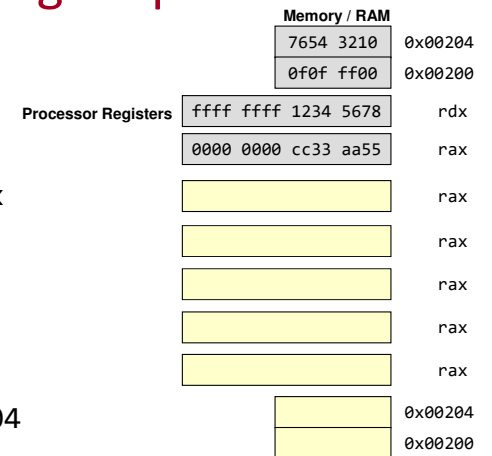 Memory / RAM
7654 3210 0x00204
0f0f ff00 0x00200
Processor Registers ffff ffff 1234 5678 rdx
0000 0000 cc33 aa55 rax
rax
rax
rax
rax
rax
04 0x00204
0x00200